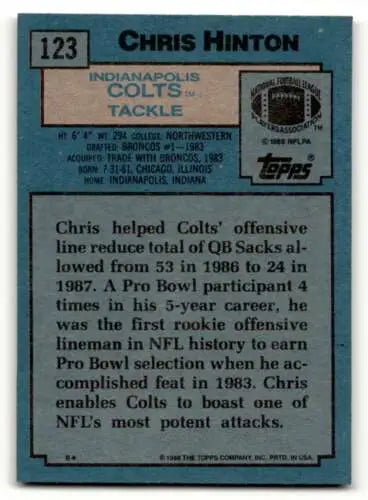 123
CHRIS HINTON
INDIANAPOLIS
COLTS TM
TACKLE
NATIONAL FOOTBALL LEAGUE
PLAYERS ASSOCIATION
© 1988 NFLPA
TOPPS
HT: 6' 4" WT: 294 COLLEGE: NORTHWESTERN
DRAFTED: BRONCOS #1-1983
ACQUIRED: TRADE WITH BRONCOS, 1983
BORN: 7-31-61, CHICAGO, ILLINOIS
HOME: INDIANAPOLIS, INDIANA
Chris helped Colts' offensive
line reduce total of QB Sacks al-
lowed from 53 in 1986 to 24 in
1987. A Pro Bowl participant 4
times in his 5-year career, he
was the first rookie offensive
lineman in NFL history to earn
Pro Bowl selection when he ac-
complished feat in 1983. Chris
enables Colts to boast one of
NFL's most potent attacks.
© 1988 THE TOPPS COMPANY, INC. PRTD. IN U.S.A.